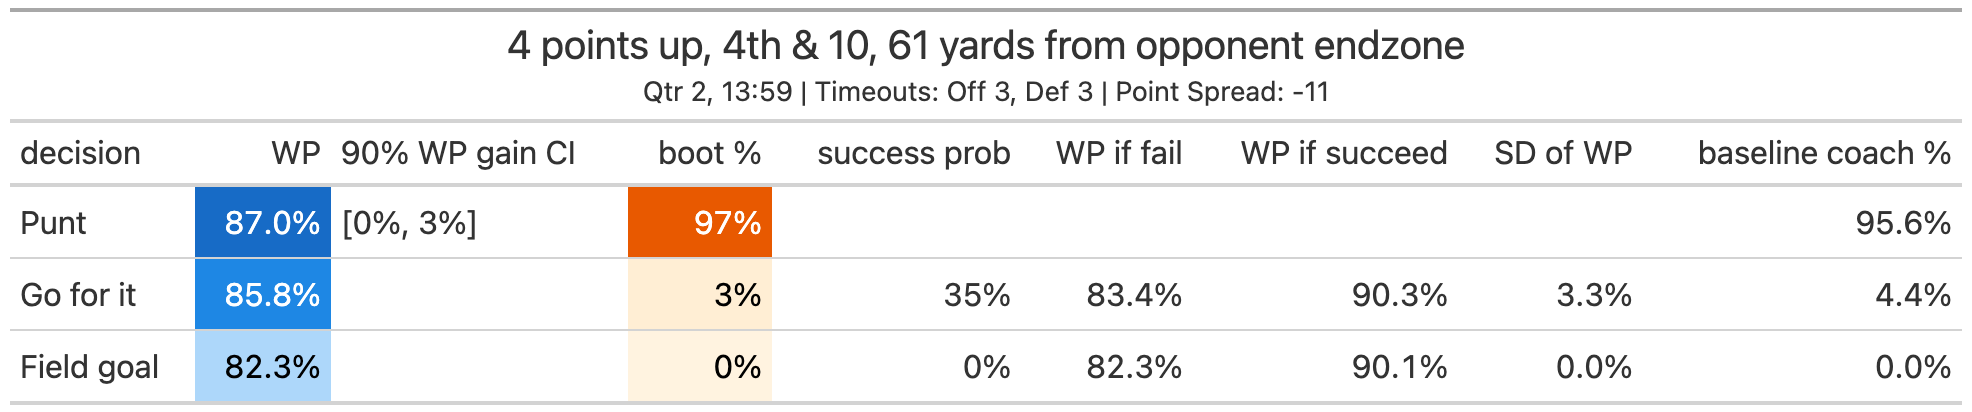 4 points up, 4th & 10, 61 yards from opponent endzone
Qtr 2, 13:59 | Timeouts: Off 3, Def 3 | Point Spread: -11
decision WP 90% WP gain CI boot % success prob WP if fail WP if succeed SD of WP baseline coach %
Punt 87.0% [0%, 3%] 97% 95.6%
Go for it 85.8% 3% 35% 83.4% 90.3% 3.3% 4.4%
Field goal 82.3% 0% 0% 82.3% 90.1% 0.0% 0.0%